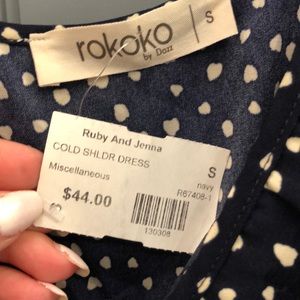 rokoko
by Dazz
S
Ruby And Jenna
COLD SHLDR DRESS
S
Miscellaneous
navy
R67408-1
$44.00
130308